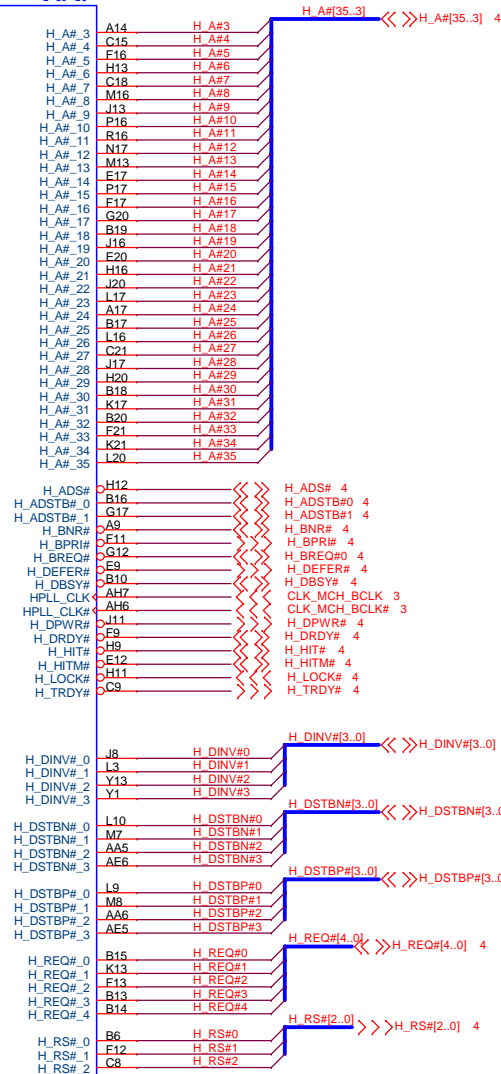 H_A#[35..3] H_A#[35..3] 4
H_A#_3 A14 H_A#3
H_A#_4 C15 H_A#4
H_A#_5 F16 H_A#5
H_A#_6 H13 H_A#6
H_A#_7 C18 H_A#7
H_A#_8 M16 H_A#8
H_A#_9 J13 H_A#9
H_A#_10 P16 H_A#10
H_A#_11 R16 H_A#11
H_A#_12 N17 H_A#12
H_A#_13 M13 H_A#13
H_A#_14 E17 H_A#14
H_A#_15 P17 H_A#15
H_A#_16 F17 H_A#16
H_A#_17 G20 H_A#17
H_A#_18 B19 H_A#18
H_A#_19 J16 H_A#19
H_A#_20 E20 H_A#20
H_A#_21 H16 H_A#21
H_A#_22 J20 H_A#22
H_A#_23 L17 H_A#23
H_A#_24 A17 H_A#24
H_A#_25 B17 H_A#25
H_A#_26 L16 H_A#26
H_A#_27 C21 H_A#27
H_A#_28 J17 H_A#28
H_A#_29 H20 H_A#29
H_A#_30 B18 H_A#30
H_A#_31 K17 H_A#31
H_A#_32 B20 H_A#32
H_A#_33 F21 H_A#33
H_A#_34 K21 H_A#34
H_A#_35 L20 H_A#35
H_ADS# H12 H_ADS# 4
H_ADSTB#_0 B16 H_ADSTB#0 4
H_ADSTB#_1 G17 H_ADSTB#1 4
H_BNR# A9 H_BNR# 4
H_BPRI# F11 H_BPRI# 4
H_BREQ# G12 H_BREQ#0 4
H_DEFER# E9 H_DEFER# 4
H_DBSY# B10 H_DBSY# 4
HPLL_CLK AH7 CLK_MCH_BCLK 3
HPLL_CLK# AH6 CLK_MCH_BCLK# 3
H_DPWR# J11 H_DPWR# 4
H_DRDY# F9 H_DRDY# 4
H_HIT# H9 H_HIT# 4
H_HITM# E12 H_HITM# 4
H_LOCK# H11 H_LOCK# 4
H_TRDY# C9 H_TRDY# 4
H_DINV#[3..0] H_DINV#[3..0]
H_DINV#_0 J8 H_DINV#0
H_DINV#_1 L3 H_DINV#1
H_DINV#_2 Y13 H_DINV#2
H_DINV#_3 Y1 H_DINV#3
H_DSTBN#[3..0] H_DSTBN#[3..0
H_DSTBN#_0 L10 H_DSTBN#0
H_DSTBN#_1 M7 H_DSTBN#1
H_DSTBN#_2 AA5 H_DSTBN#2
H_DSTBN#_3 AE6 H_DSTBN#3
H_DSTBP#[3..0] H_DSTBP#[3..0
H_DSTBP#_0 L9 H_DSTBP#0
H_DSTBP#_1 M8 H_DSTBP#1
H_DSTBP#_2 AA6 H_DSTBP#2
H_DSTBP#_3 AE5 H_DSTBP#3
H_REQ#[4..0] H_REQ#[4..0] 4
H_REQ#_0 B15 H_REQ#0
H_REQ#_1 K13 H_REQ#1
H_REQ#_2 F13 H_REQ#2
H_REQ#_3 B13 H_REQ#3
H_REQ#_4 B14 H_REQ#4
H_RS#[2..0] H_RS#[2..0] 4
H_RS#_0 B6 H_RS#0
H_RS#_1 F12 H_RS#1
H_RS#_2 C8 H_RS#2